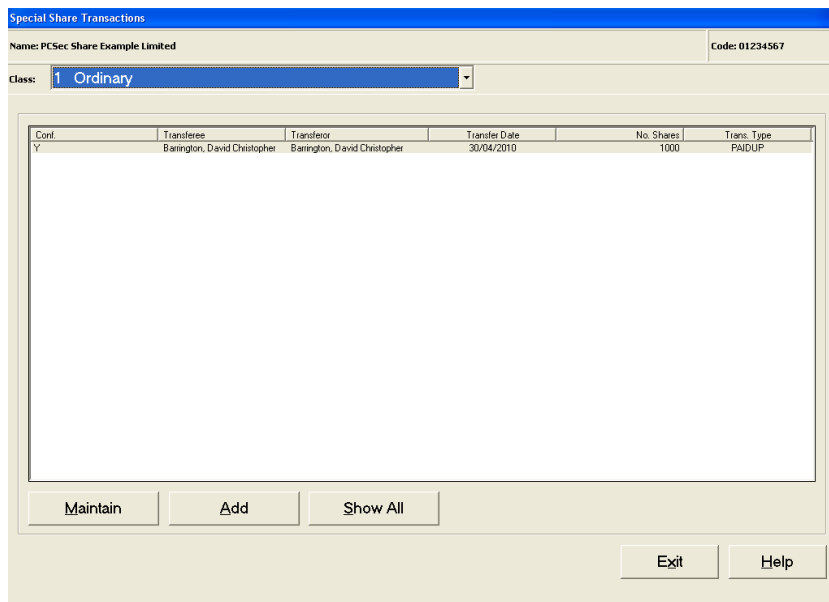 Special Share Transactions
Name: PCSec Share Example Limited Code: 01234567
Class: 1 Ordinary
Conf. Transferee Transferor Transfer Date No. Shares Trans. Type
Y Barrington, David Christopher Barrington, David Christopher 30/04/2010 1000 PAIDUP
Maintain Add Show All
Exit Help